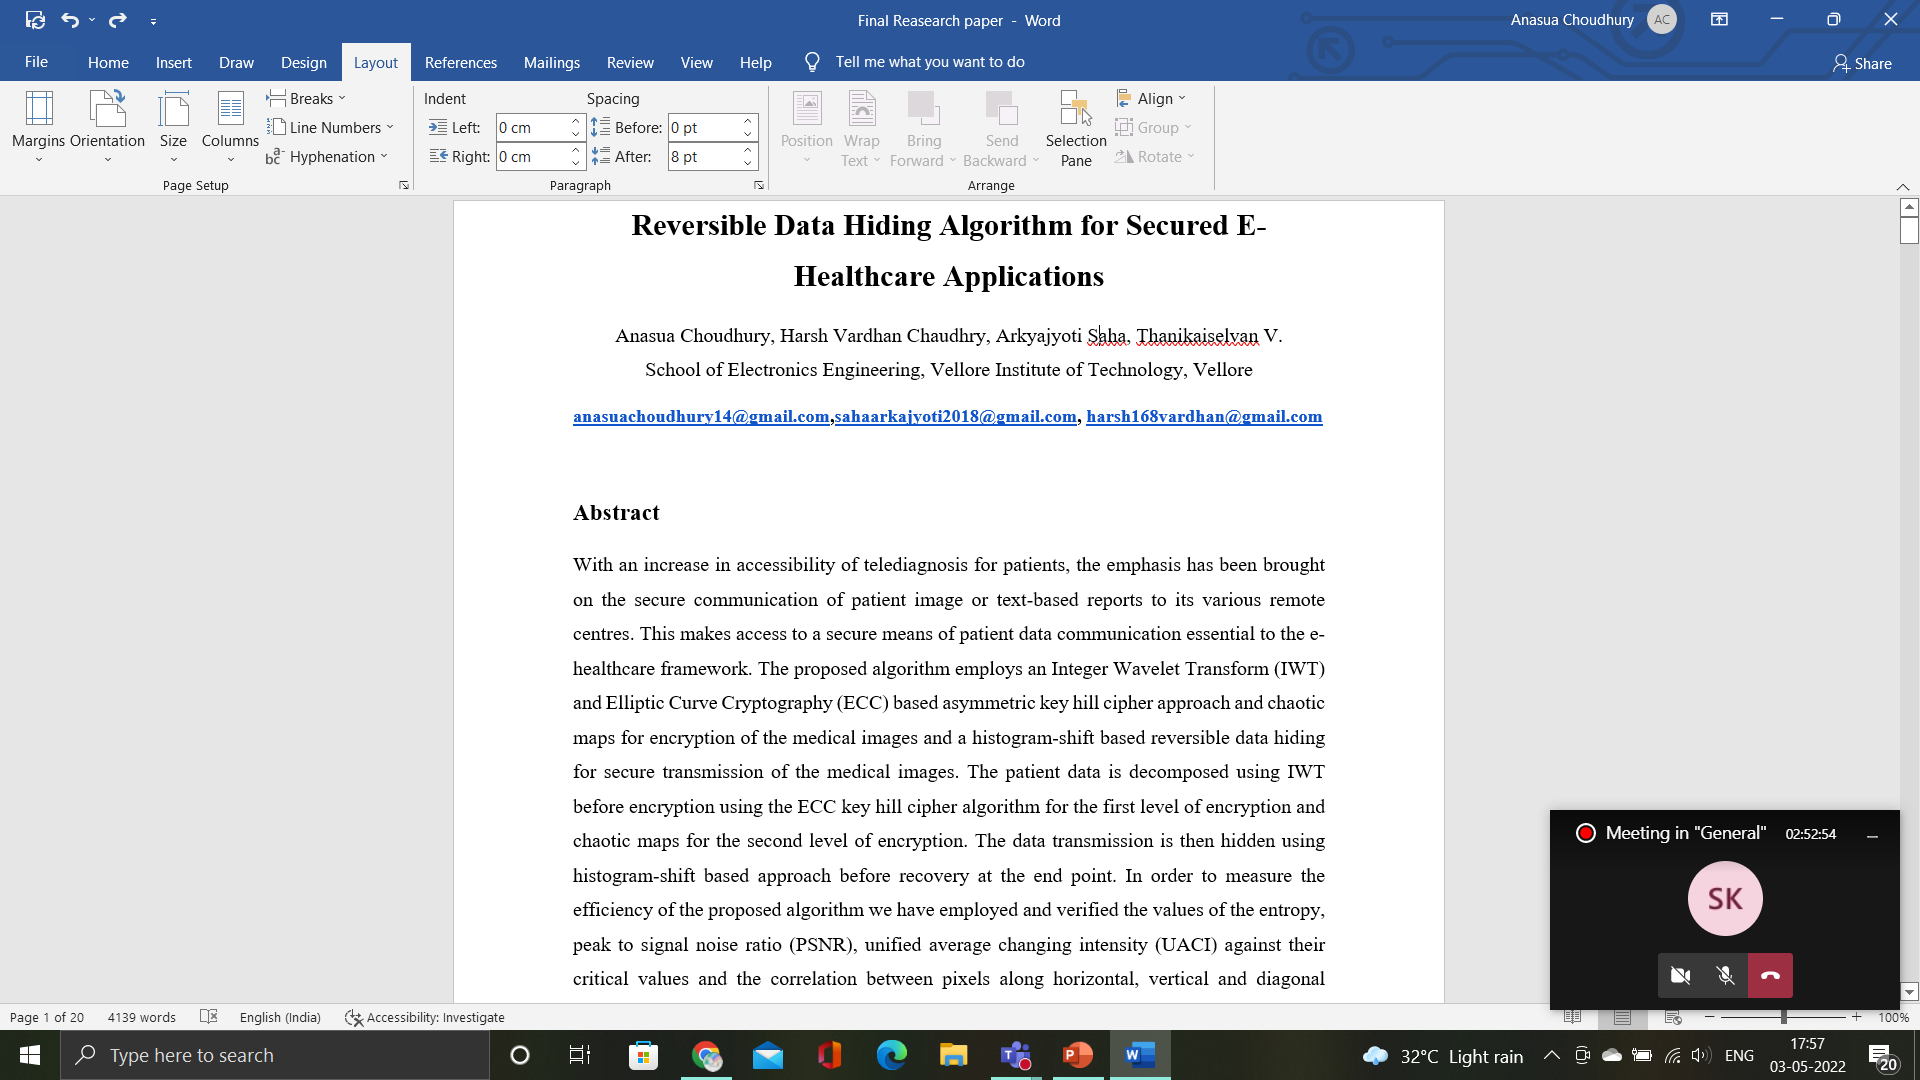 Final Reasearch paper - Word
Anasua Choudhury AC
File Home Insert Draw Design Layout References Mailings Review View Help Tell me what you want to do Share
Margins Orientation Size Columns
Breaks
Line Numbers
Hyphenation
Page Setup
Indent
Left: 0 cm
Right: 0 cm
Spacing
Before: 0 pt
After: 8 pt
Paragraph
Position
Wrap Text
Bring Forward
Send Backward
Selection Pane
Align
Group
Rotate
Arrange
Reversible Data Hiding Algorithm for Secured E-
Healthcare Applications
Anasua Choudhury, Harsh Vardhan Chaudhry, Arkyajyoti Saha, Thanikaiselvan V.
School of Electronics Engineering, Vellore Institute of Technology, Vellore
anasuachoudhury14@gmail.com,sahaarkajyoti2018@gmail.com, harsh168vardhan@gmail.com
Abstract
With an increase in accessibility of telediagnosis for patients, the emphasis has been brought
on the secure communication of patient image or text-based reports to its various remote
centres. This makes access to a secure means of patient data communication essential to the e-
healthcare framework. The proposed algorithm employs an Integer Wavelet Transform (IWT)
and Elliptic Curve Cryptography (ECC) based asymmetric key hill cipher approach and chaotic
maps for encryption of the medical images and a histogram-shift based reversible data hiding
for secure transmission of the medical images. The patient data is decomposed using IWT
before encryption using the ECC key hill cipher algorithm for the first level of encryption and
chaotic maps for the second level of encryption. The data transmission is then hidden using
histogram-shift based approach before recovery at the end point. In order to measure the
efficiency of the proposed algorithm we have employed and verified the values of the entropy,
peak to signal noise ratio (PSNR), unified average changing intensity (UACI) against their
critical values and the correlation between pixels along horizontal, vertical and diagonal
Meeting in "General" 02:52:54
SK
Page 1 of 20 4139 words English (India) Accessibility: Investigate 100%
Type here to search
32°C Light rain
ENG
17:57
03-05-2022
20